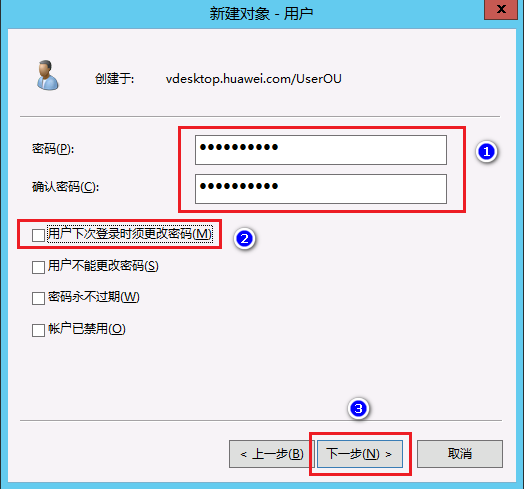 新建对象 - 用户
x
创建于: vdesktop.huawei.com/UserOU
密码(P): ●●●●●●●●●●
1
确认密码(C): ●●●●●●●●●●
用户下次登录时须更改密码(M)
2
用户不能更改密码(S)
密码永不过期(W)
帐户已禁用(O)
3
< 上一步(B) 下一步(N) > 取消